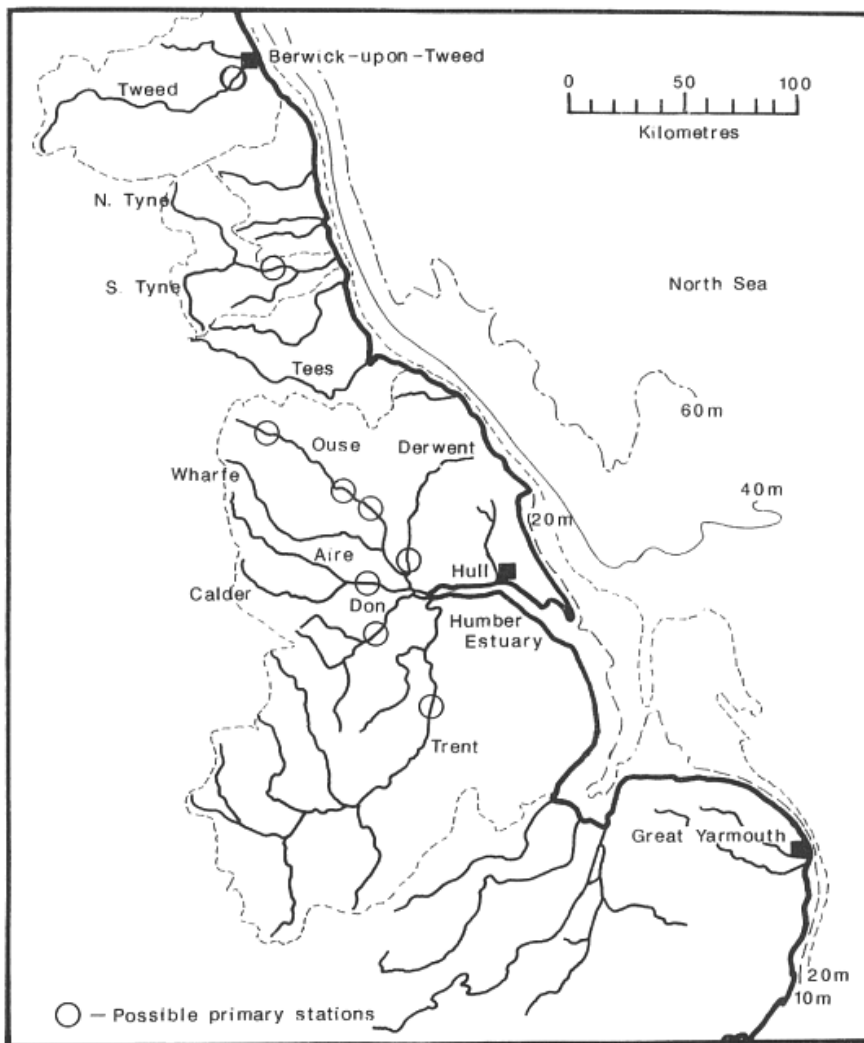 Berwick-upon-Tweed
Tweed
0 50 100
Kilometres
N. Tyne
S. Tyne
North Sea
Tees
60m
Ouse
Derwent
Wharfe
40m
20m
Aire
Hull
Calder
Don
Humber
Estuary
Trent
Great Yarmouth
20m
10m
– Possible primary stations